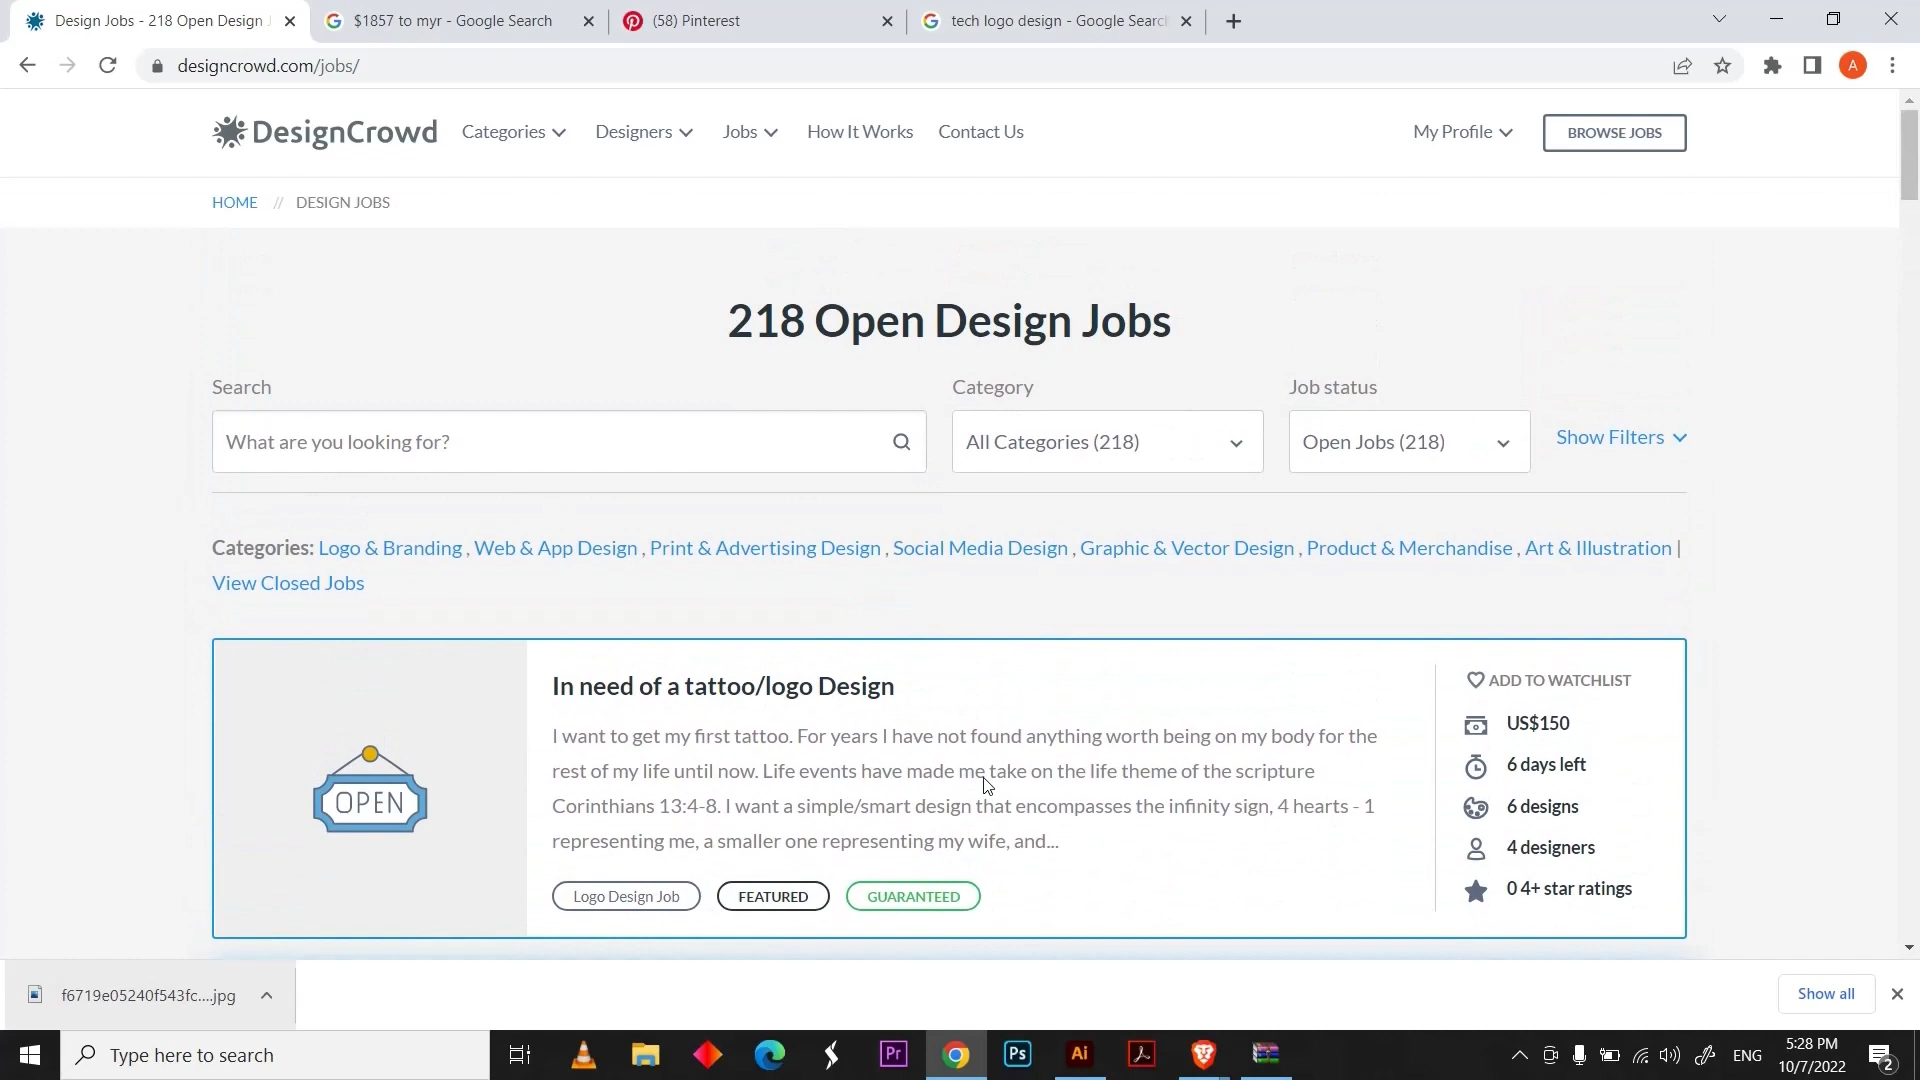 Design Jobs - 218 Open Design J
$1857 to myr - Google Search
(58) Pinterest
tech logo design - Google Search
designcrowd.com/jobs/
A
DesignCrowd
Categories
Designers
Jobs
How It Works
Contact Us
My Profile
BROWSE JOBS
HOME // DESIGN JOBS
218 Open Design Jobs
Search
Category
Job status
What are you looking for?
All Categories (218)
Open Jobs (218)
Show Filters
Categories: Logo & Branding , Web & App Design , Print & Advertising Design , Social Media Design , Graphic & Vector Design , Product & Merchandise , Art & Illustration |
View Closed Jobs
OPEN
In need of a tattoo/logo Design
I want to get my first tattoo. For years I have not found anything worth being on my body for the
rest of my life until now. Life events have made me take on the life theme of the scripture
Corinthians 13:4-8. I want a simple/smart design that encompasses the infinity sign, 4 hearts - 1
representing me, a smaller one representing my wife, and...
Logo Design Job
FEATURED
GUARANTEED
ADD TO WATCHLIST
US$150
6 days left
6 designs
4 designers
0 4+ star ratings
f6719e05240f543fc....jpg
Show all
Type here to search
Pr
Ps
Ai
ENG
5:28 PM
10/7/2022
2